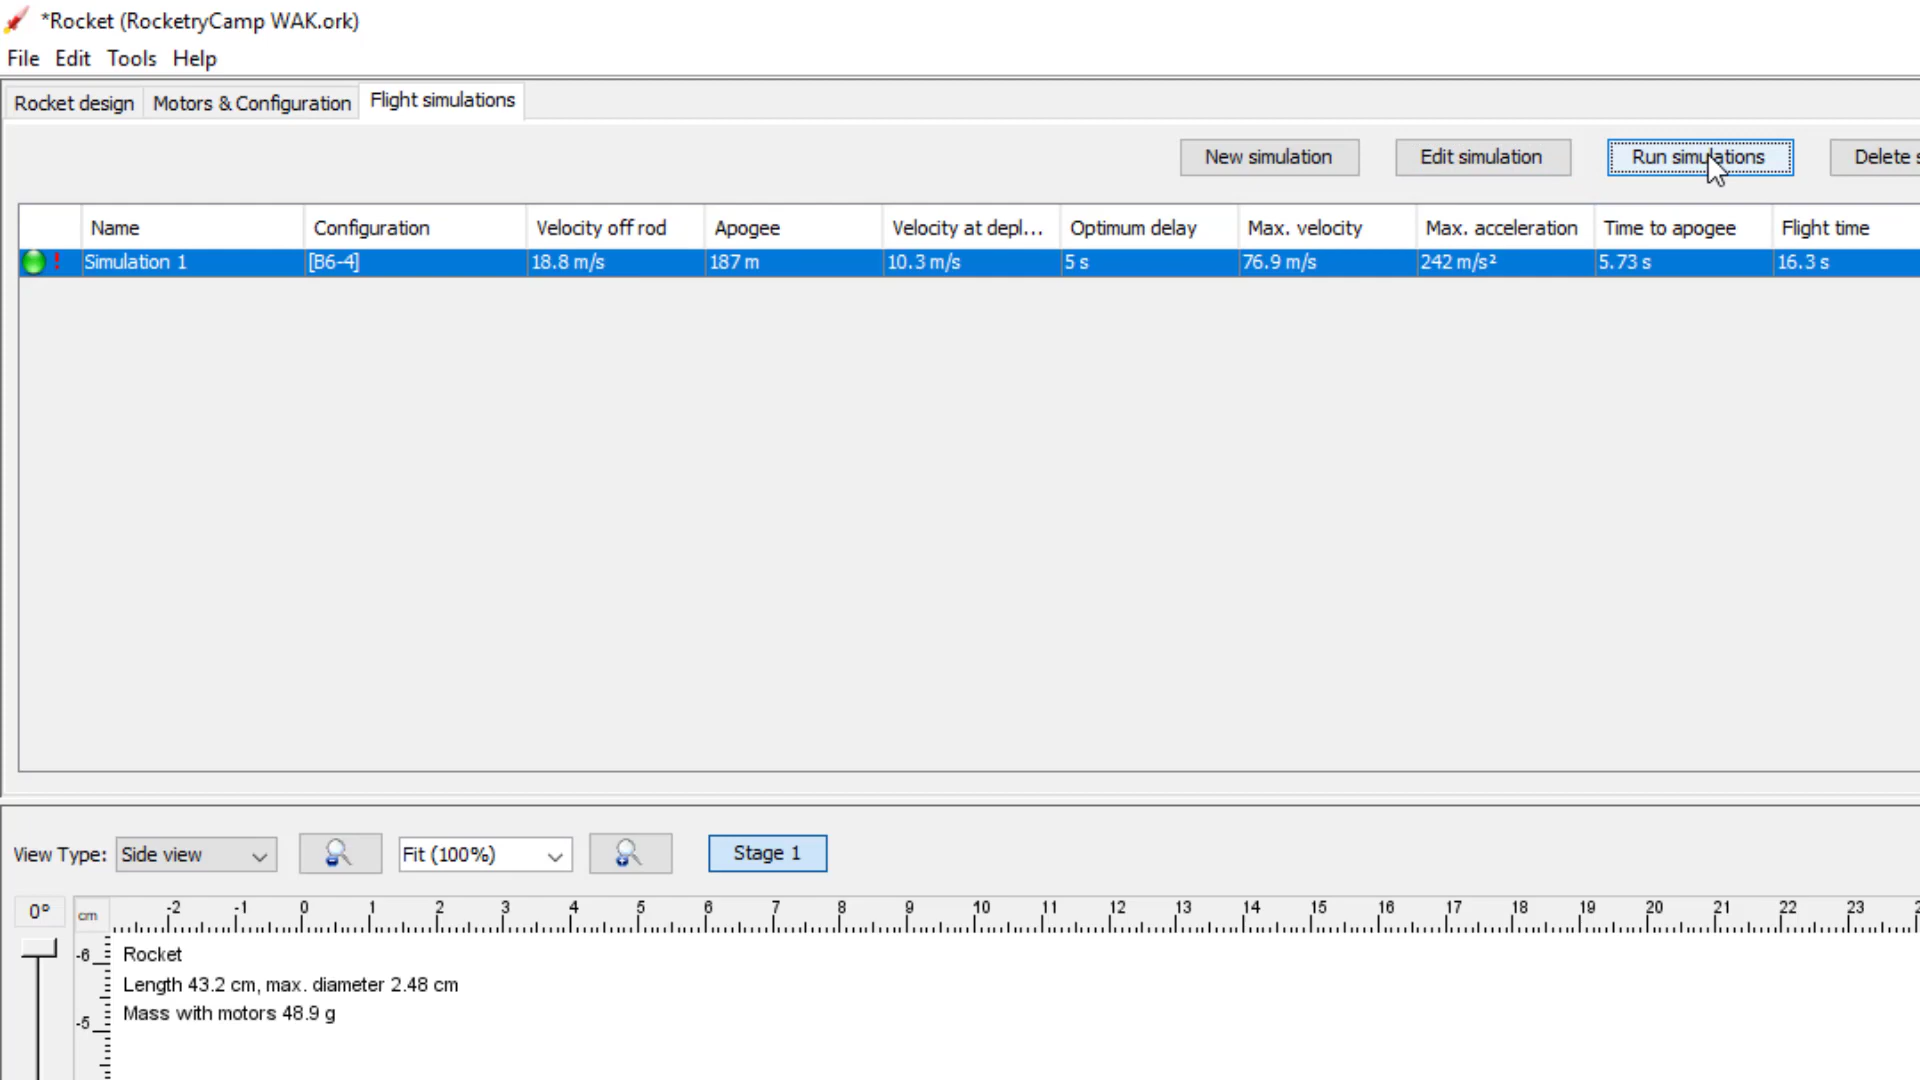 *Rocket (RocketryCamp WAK.ork)
File Edit Tools Help
Rocket design Motors & Configuration Flight simulations
New simulation Edit simulation Run simulations Delete s
Name Configuration Velocity off rod Apogee Velocity at depl... Optimum delay Max. velocity Max. acceleration Time to apogee Flight time
! Simulation 1 [B6-4] 18.8 m/s 187 m 10.3 m/s 5 s 76.9 m/s 242 m/s² 5.73 s 16.3 s
View Type: Side view Fit (100%) Stage 1
0° cm -2 -1 0 1 2 3 4 5 6 7 8 9 10 11 12 13 14 15 16 17 18 19 20 21 22 23 2
-6 Rocket
Length 43.2 cm, max. diameter 2.48 cm
Mass with motors 48.9 g
-5